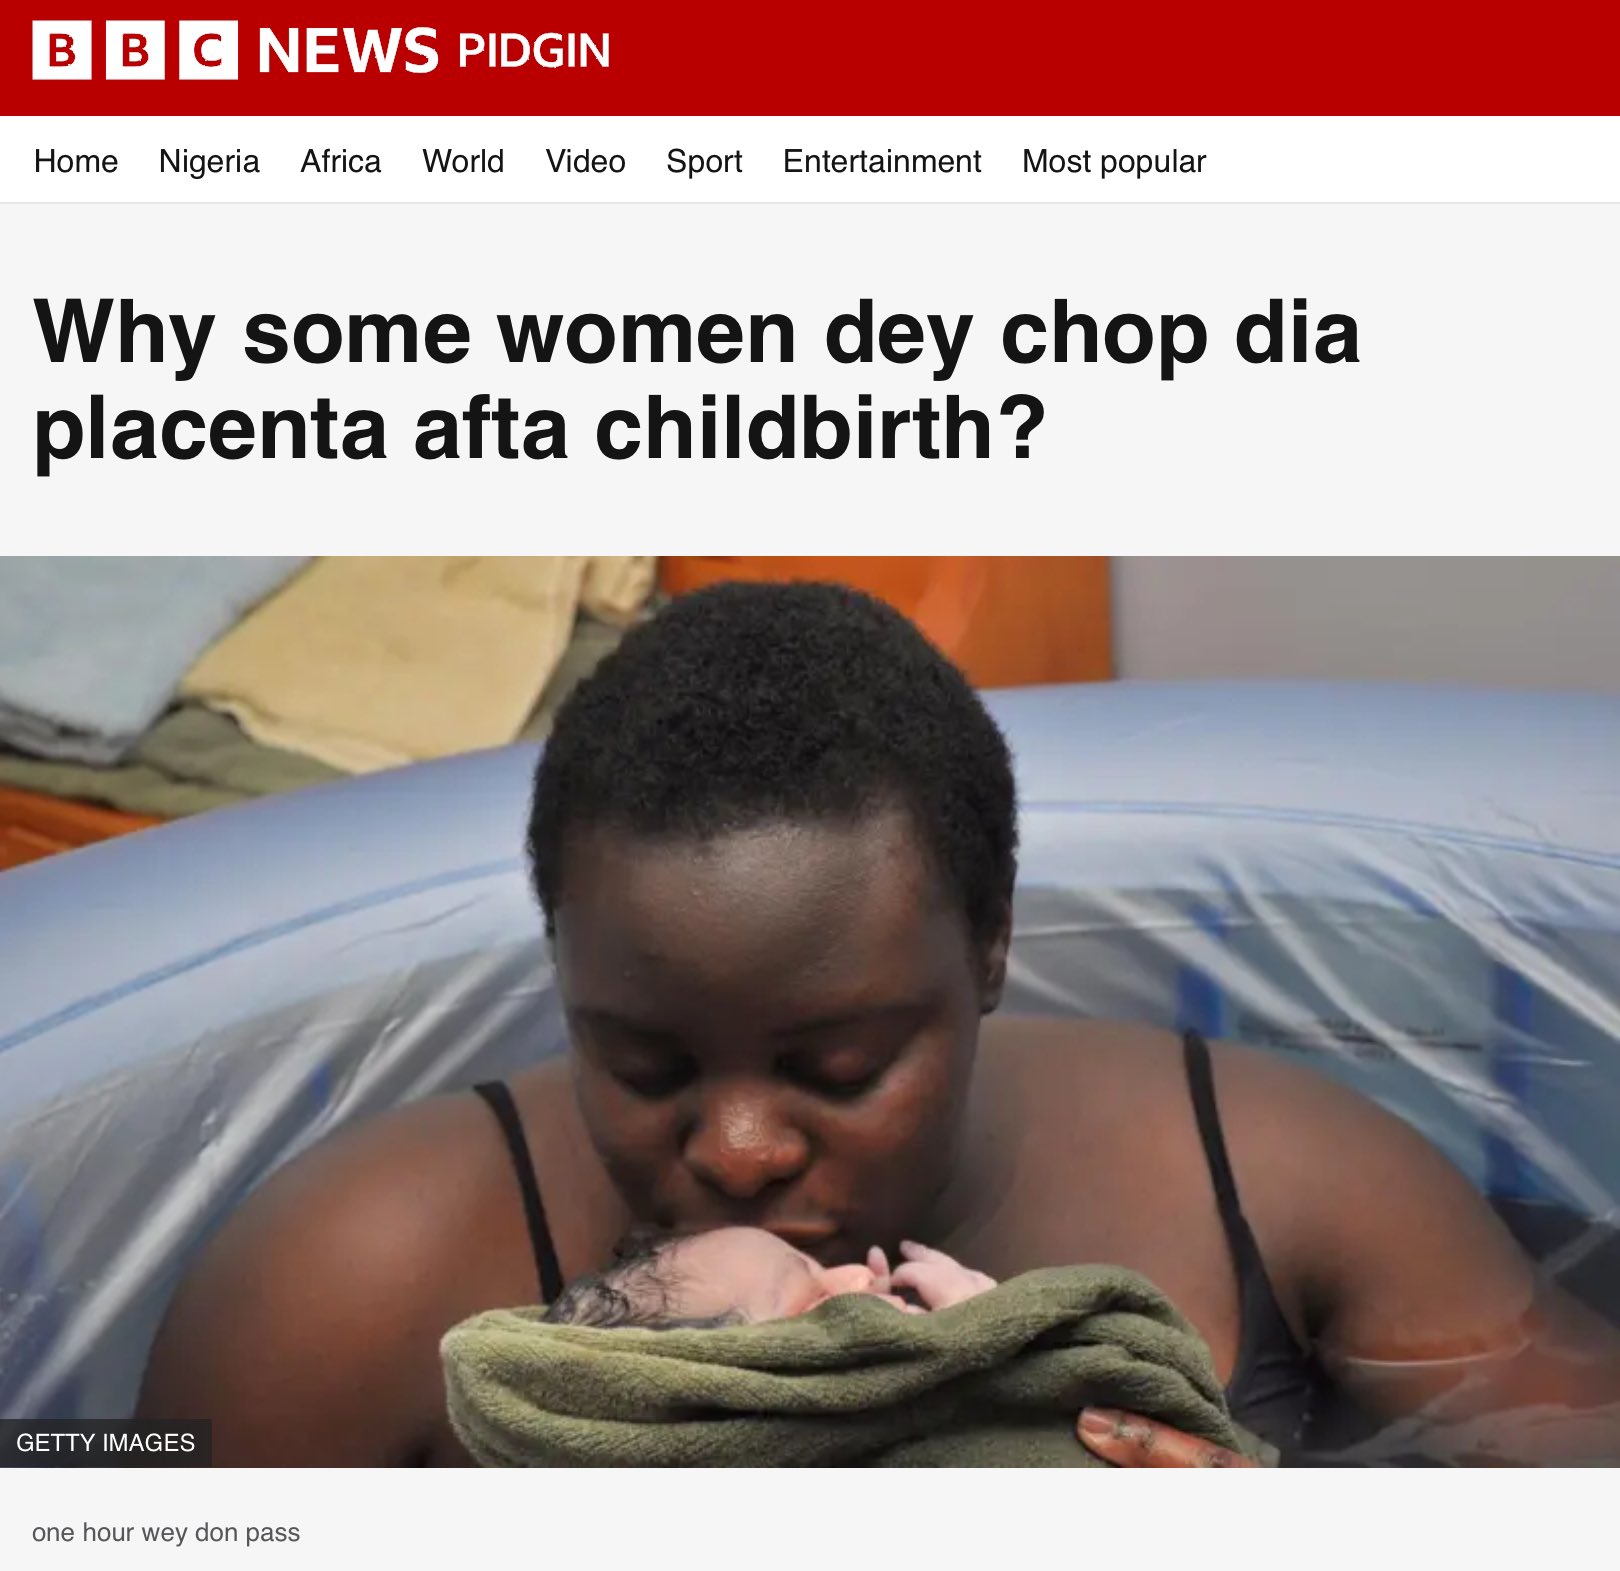 BBC NEWS PIDGIN
Home Nigeria Africa World Video Sport Entertainment Most popular
Why some women dey chop dia
placenta afta childbirth?
GETTY IMAGES
one hour wey don pass